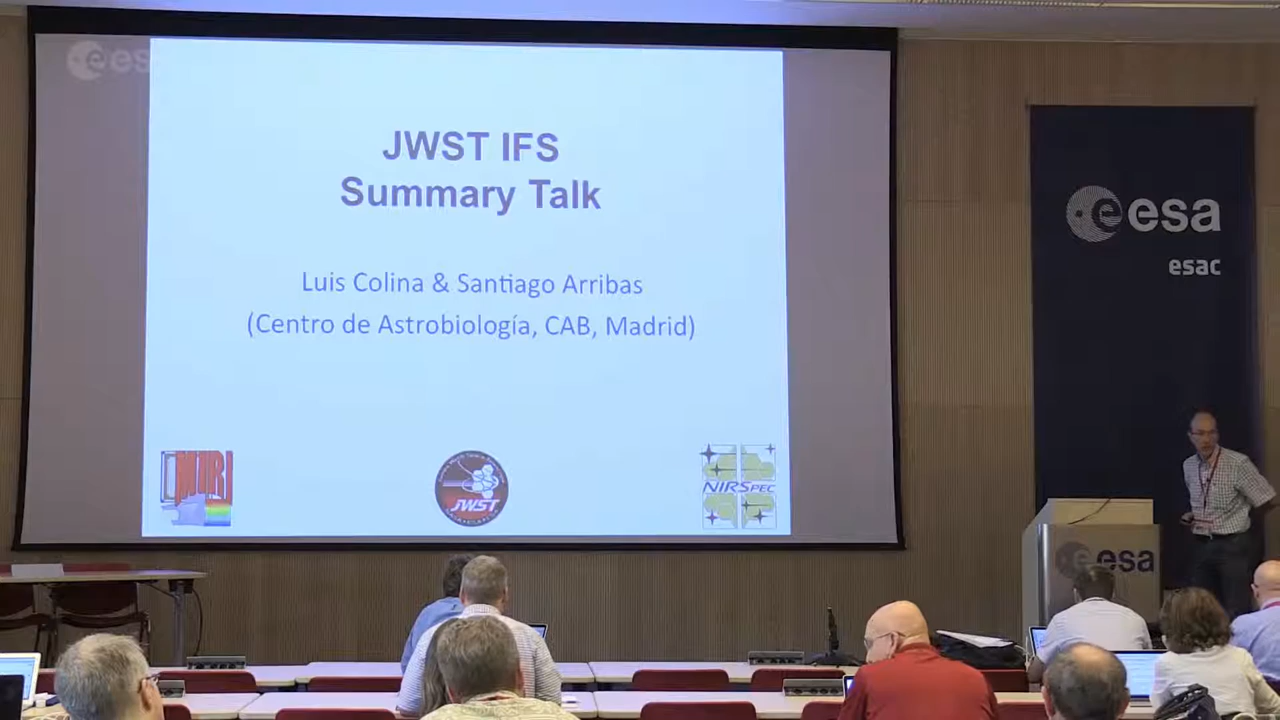 esa
JWST IFS
Summary Talk
Luis Colina & Santiago Arribas
(Centro de Astrobiología, CAB, Madrid)
MIRI
JWST
NIRSpec
esa
esac
esa